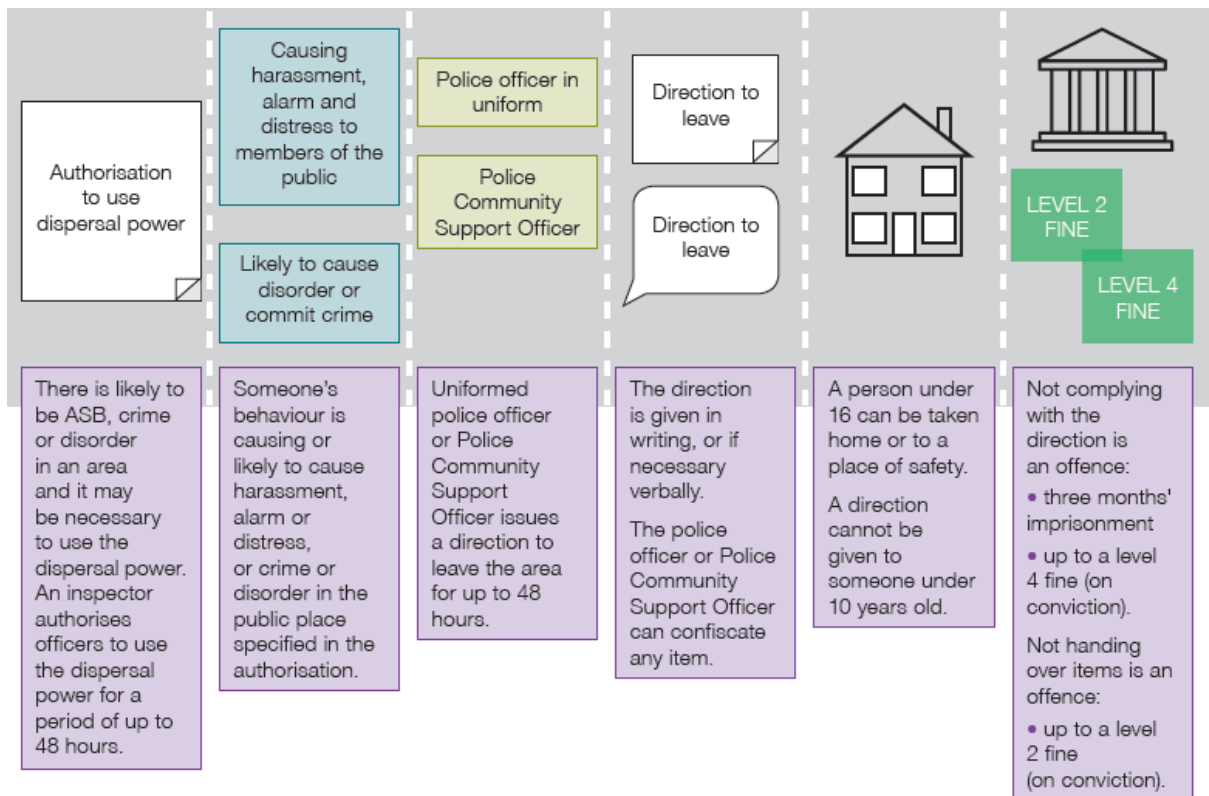 Authorisation
to use
dispersal power
Causing
harassment,
alarm and
distress to
members of the
public
Likely to cause
disorder or
commit crime
Police officer in
uniform
Police
Community
Support Officer
Direction to
leave
Direction to
leave
LEVEL 2
FINE
LEVEL 4
FINE
There is likely to
be ASB, crime
or disorder
in an area
and it may
be necessary
to use the
dispersal power.
An inspector
authorises
officers to use
the dispersal
power for a
period of up to
48 hours.
Someone's
behaviour is
causing or
likely to cause
harassment,
alarm or
distress,
or crime or
disorder in the
public place
specified in the
authorisation.
Uniformed
police officer
or Police
Community
Support
Officer issues
a direction to
leave the area
for up to 48
hours.
The direction
is given in
writing, or if
necessary
verbally.
The police
officer or Police
Community
Support Officer
can confiscate
any item.
A person under
16 can be taken
home or to a
place of safety.
A direction
cannot be
given to
someone under
10 years old.
Not complying
with the
direction is
an offence:
• three months'
imprisonment
• up to a level
4 fine (on
conviction).
Not handing
over items is an
offence:
• up to a level
2 fine
(on conviction).